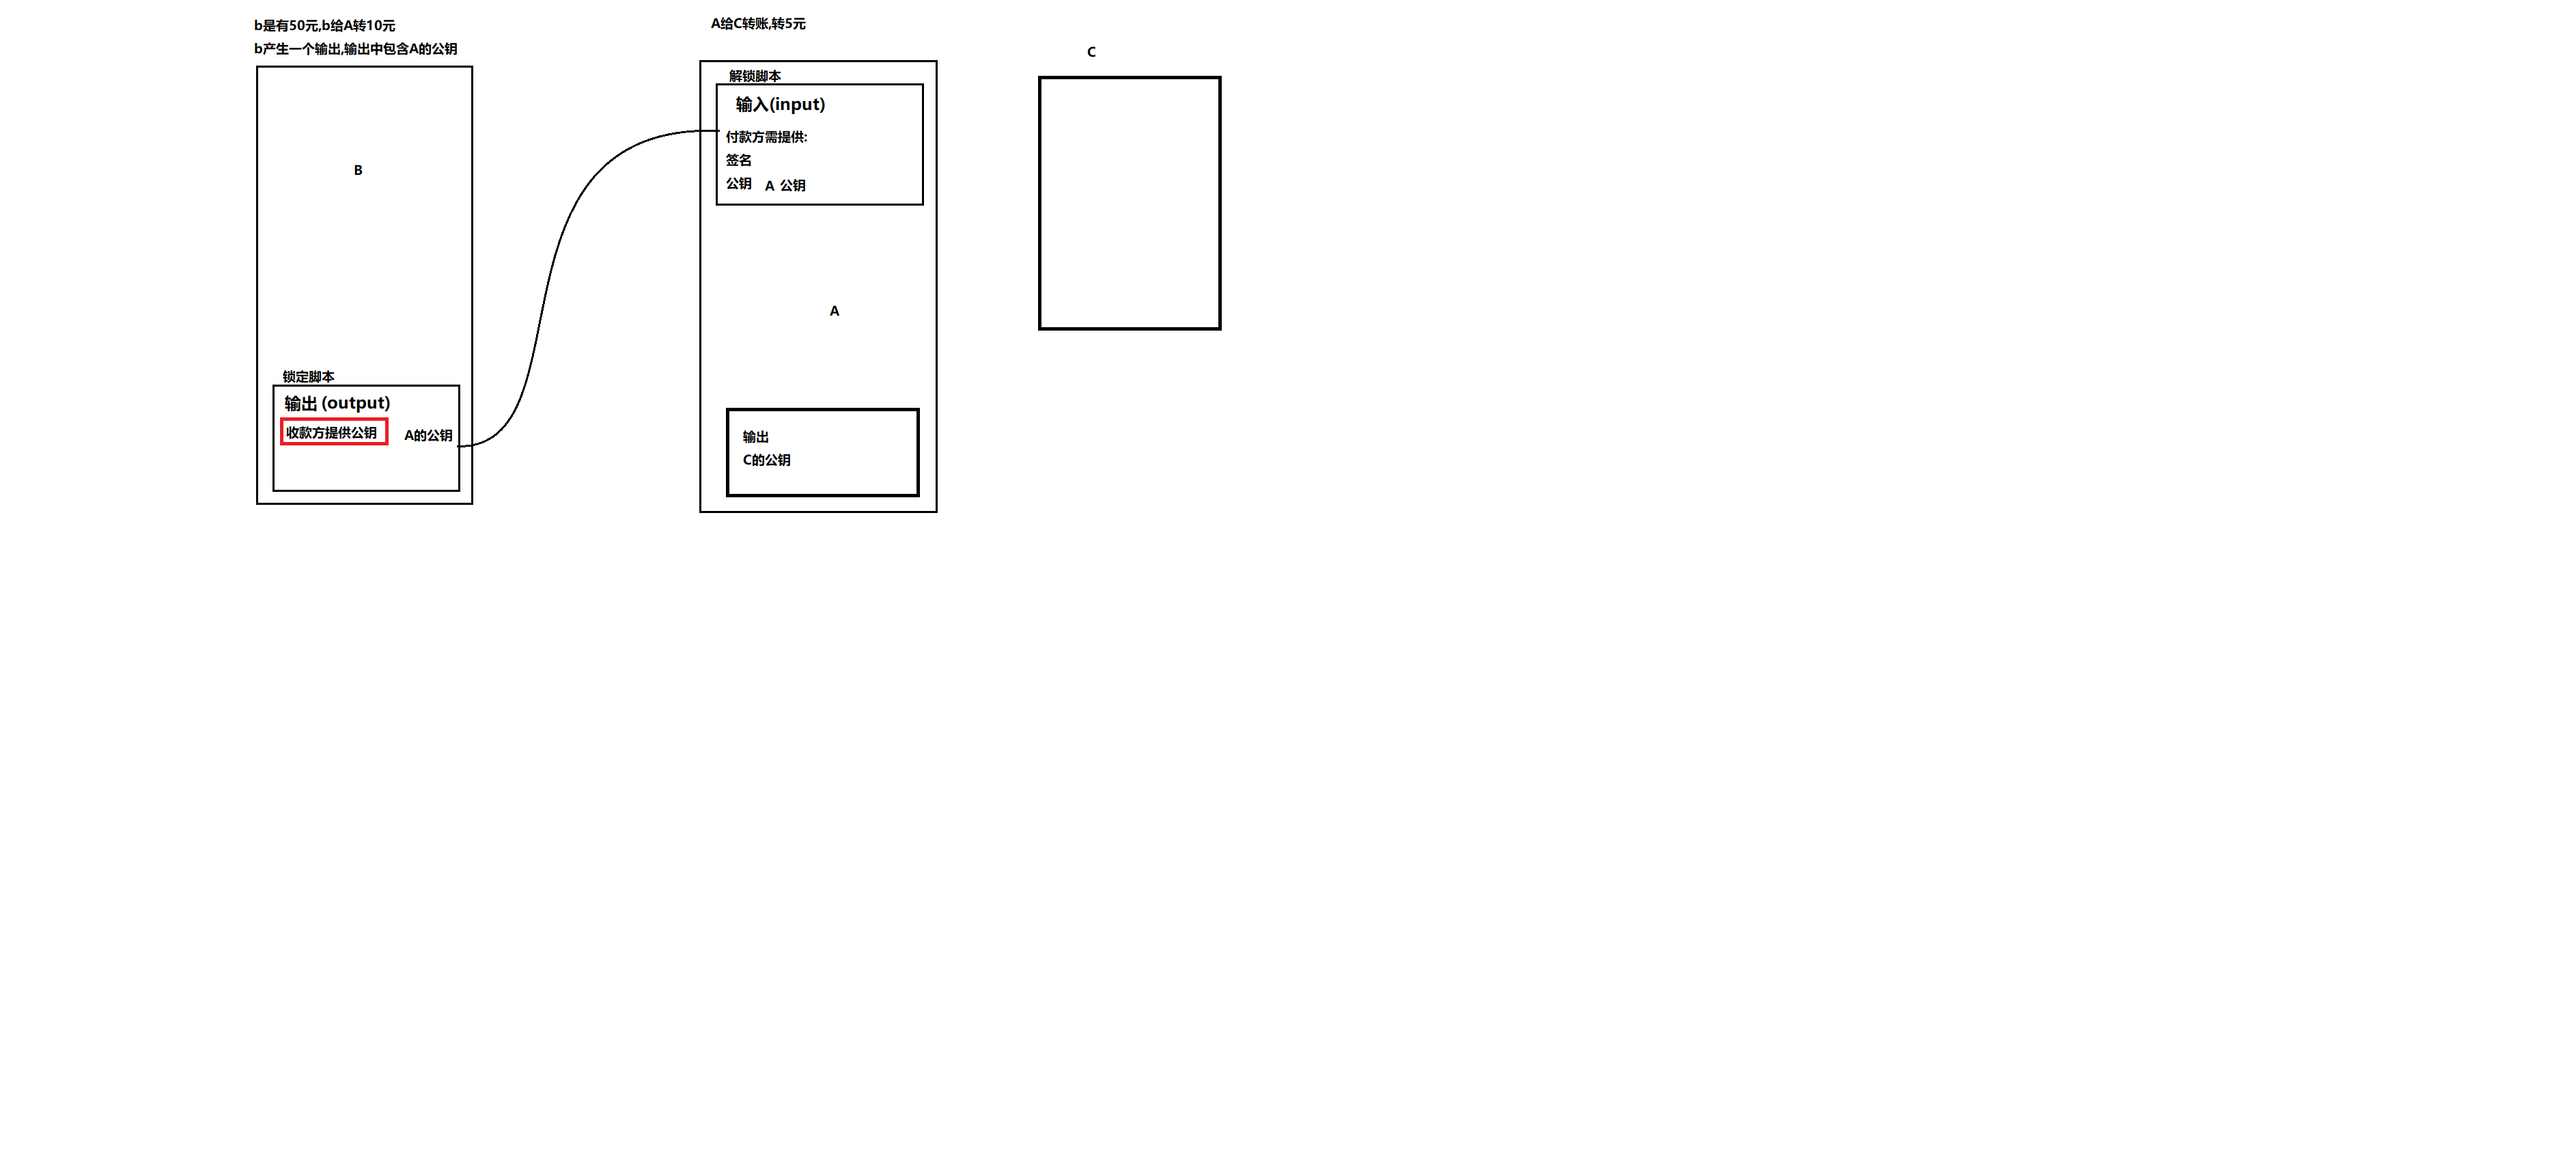 b是有50元,b给A转10元
b产生一个输出,输出中包含A的公钥
B
锁定脚本
输出 (output)
收款方提供公钥 A的公钥
A给C转账,转5元
解锁脚本
输入(input)
付款方需提供:
签名
公钥 A 公钥
A
输出
C的公钥
C